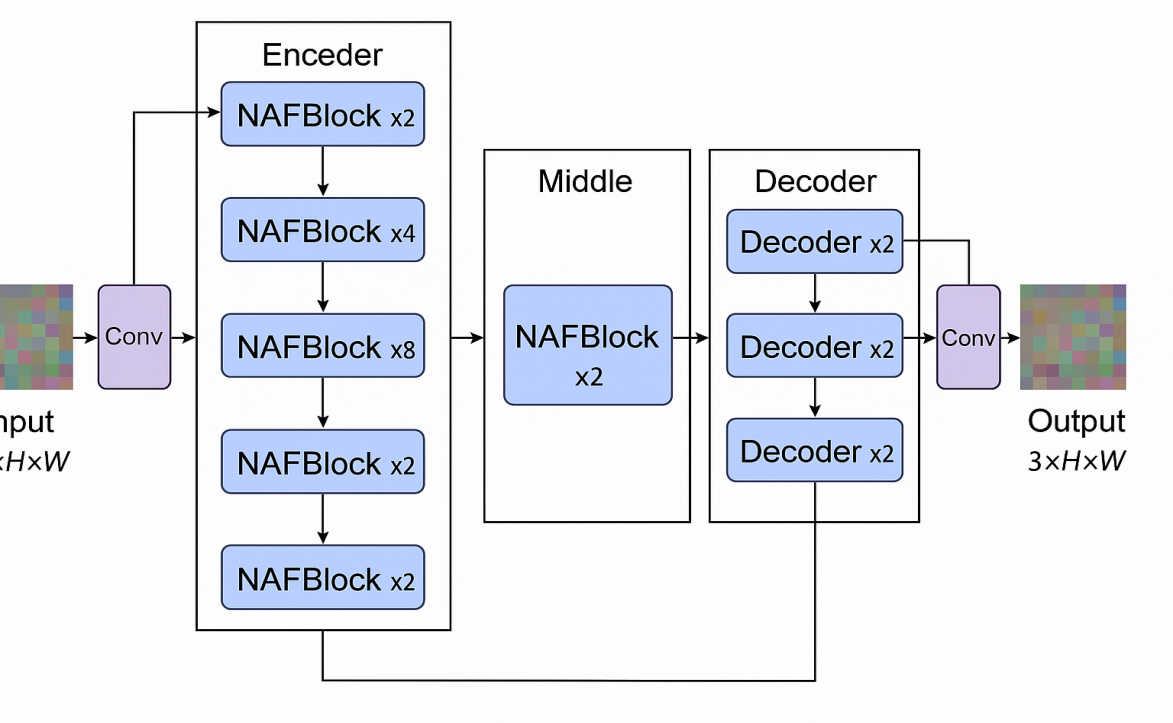 Enceder
NAFBlock x2
NAFBlock x4
NAFBlock x8
NAFBlock x2
NAFBlock x2
Conv
nput
×H×W
Middle
NAFBlock
x2
Decoder
Decoder x2
Decoder x2
Decoder x2
Conv
Output
3×H×W